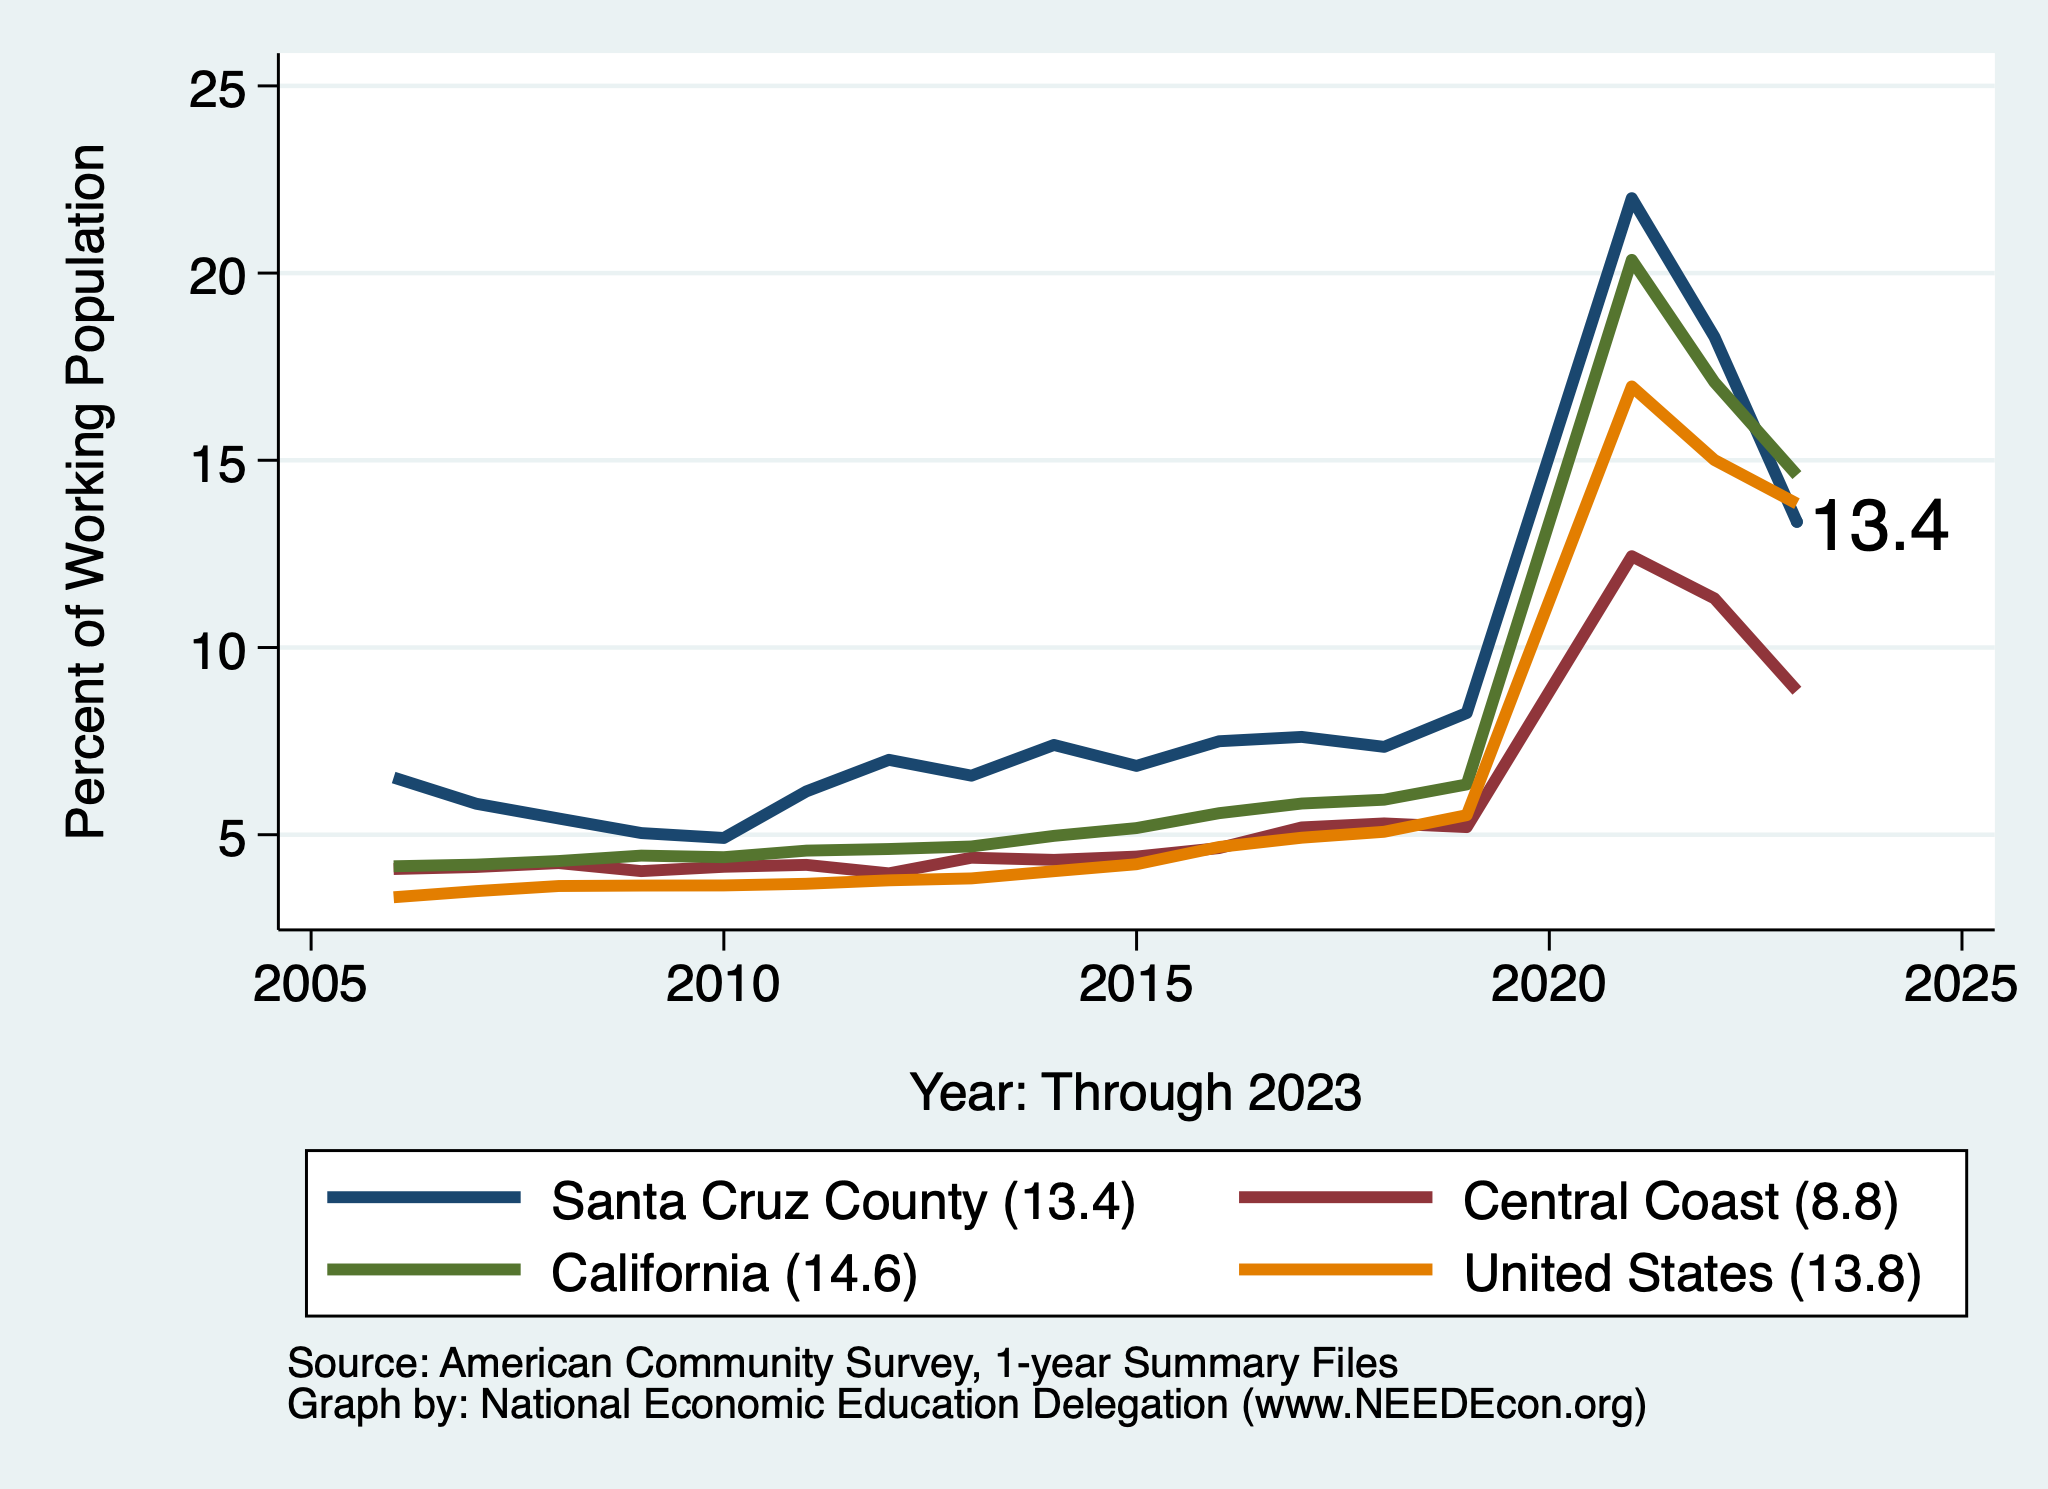 25
20
15
10
5
Percent of Working Population
13.4
2005 2010 2015 2020 2025
Year: Through 2023
Santa Cruz County (13.4) Central Coast (8.8)
California (14.6) United States (13.8)
Source: American Community Survey, 1-year Summary Files
Graph by: National Economic Education Delegation (www.NEEDEcon.org)